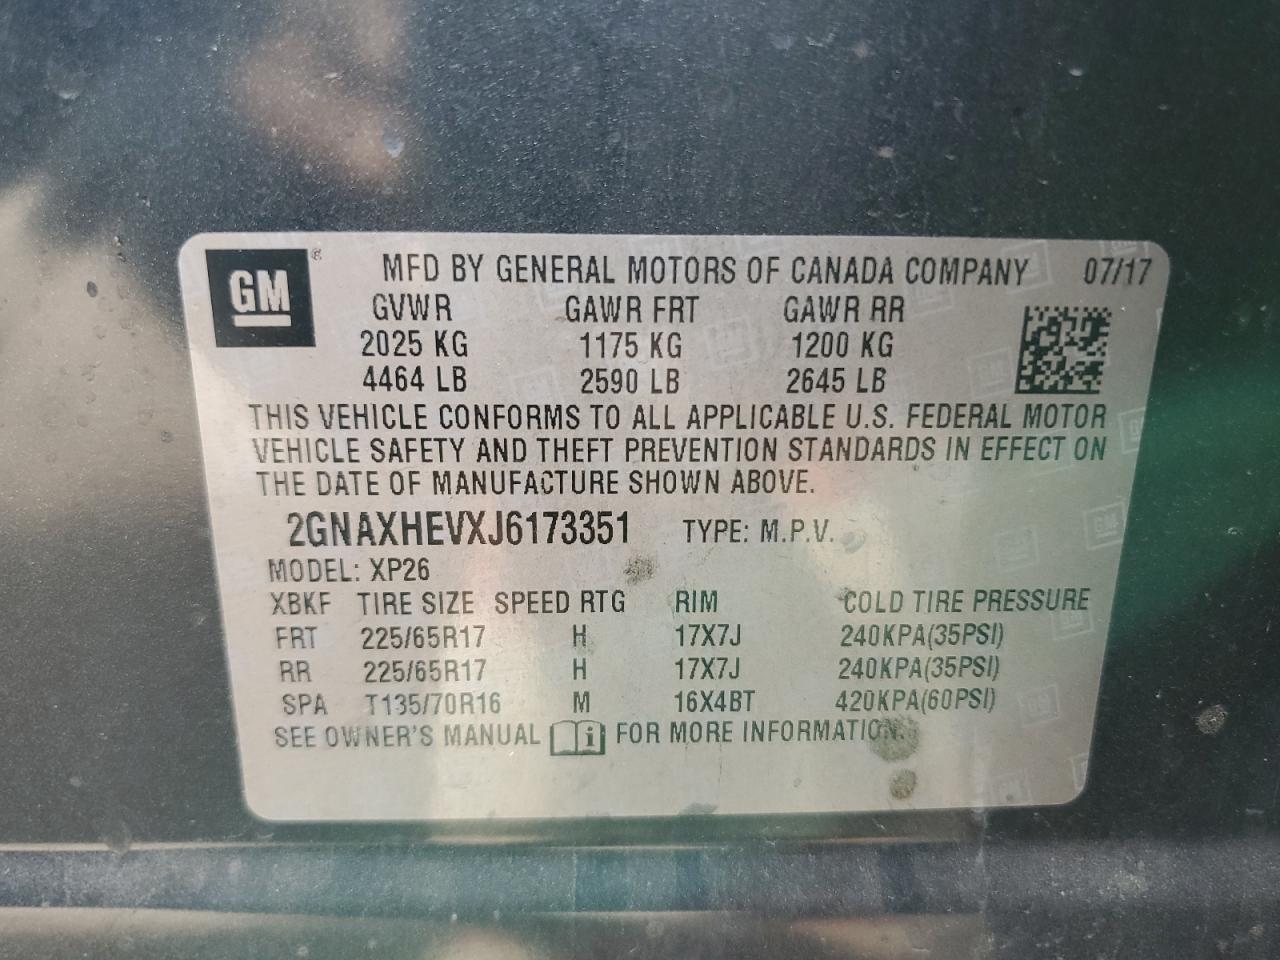 GM
MFD BY GENERAL MOTORS OF CANADA COMPANY 07/17
GVWR GAWR FRT GAWR RR
2025 KG 1175 KG 1200 KG
4464 LB 2590 LB 2645 LB
THIS VEHICLE CONFORMS TO ALL APPLICABLE U.S. FEDERAL MOTOR
VEHICLE SAFETY AND THEFT PREVENTION STANDARDS IN EFFECT ON
THE DATE OF MANUFACTURE SHOWN ABOVE.
2GNAXHEVXJ6173351 TYPE: M.P.V.
MODEL: XP26
XBKF TIRE SIZE SPEED RTG RIM COLD TIRE PRESSURE
FRT 225/65R17 H 17X7J 240KPA(35PSI)
RR 225/65R17 H 17X7J 240KPA(35PSI)
SPA T135/70R16 M 16X4BT 420KPA(60PSI)
SEE OWNER'S MANUAL i FOR MORE INFORMATION.